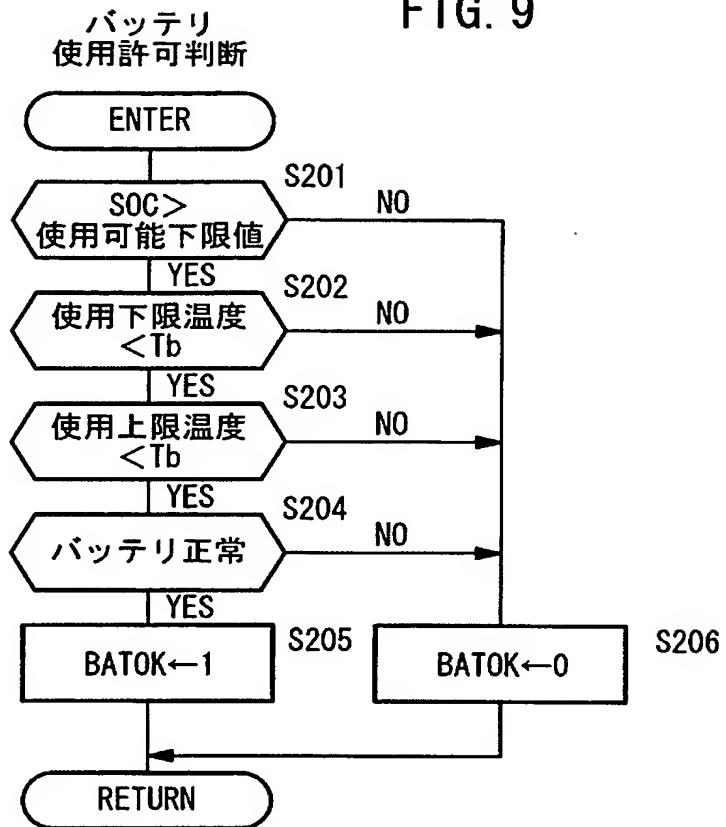 FIG. 9
バッテリ
使用許可判断
ENTER
S201
SOC>
使用可能下限値
NO
YES
S202
使用下限温度
<Tb
NO
YES
S203
使用上限温度
<Tb
NO
YES
S204
バッテリ正常
NO
YES
S205
BATOK←1
S206
BATOK←0
RETURN